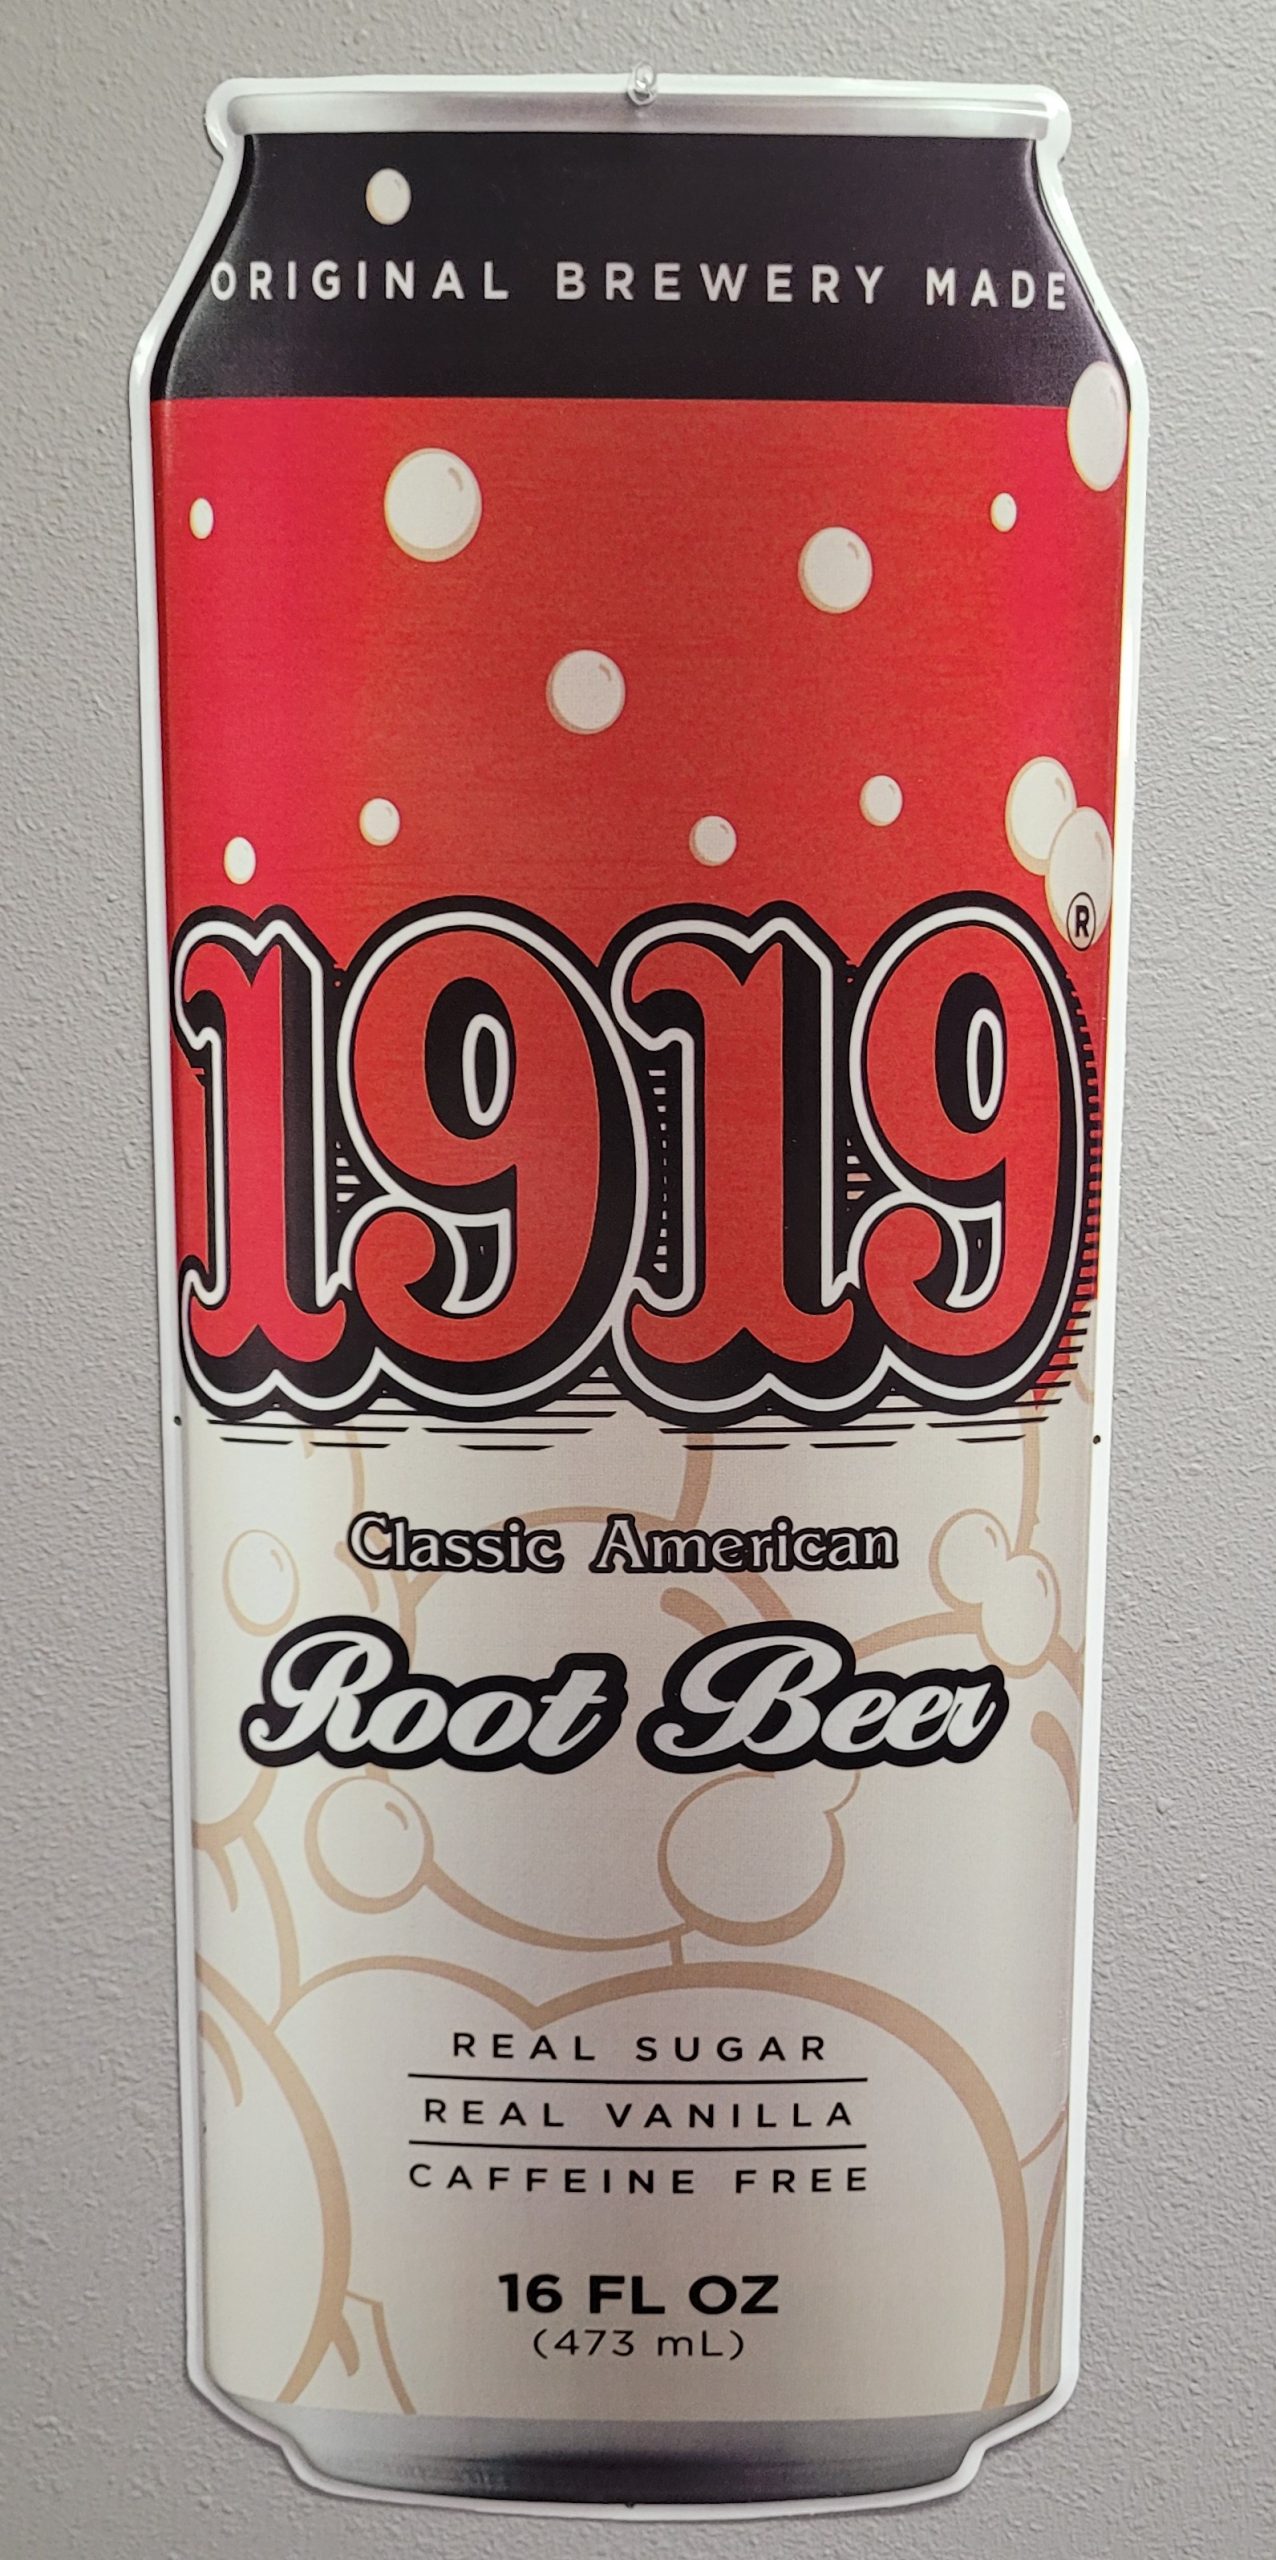 ORIGINAL BREWERY MADE
1919®
Classic American
Root Beer
REAL SUGAR
REAL VANILLA
CAFFEINE FREE
16 FL OZ
(473 mL)